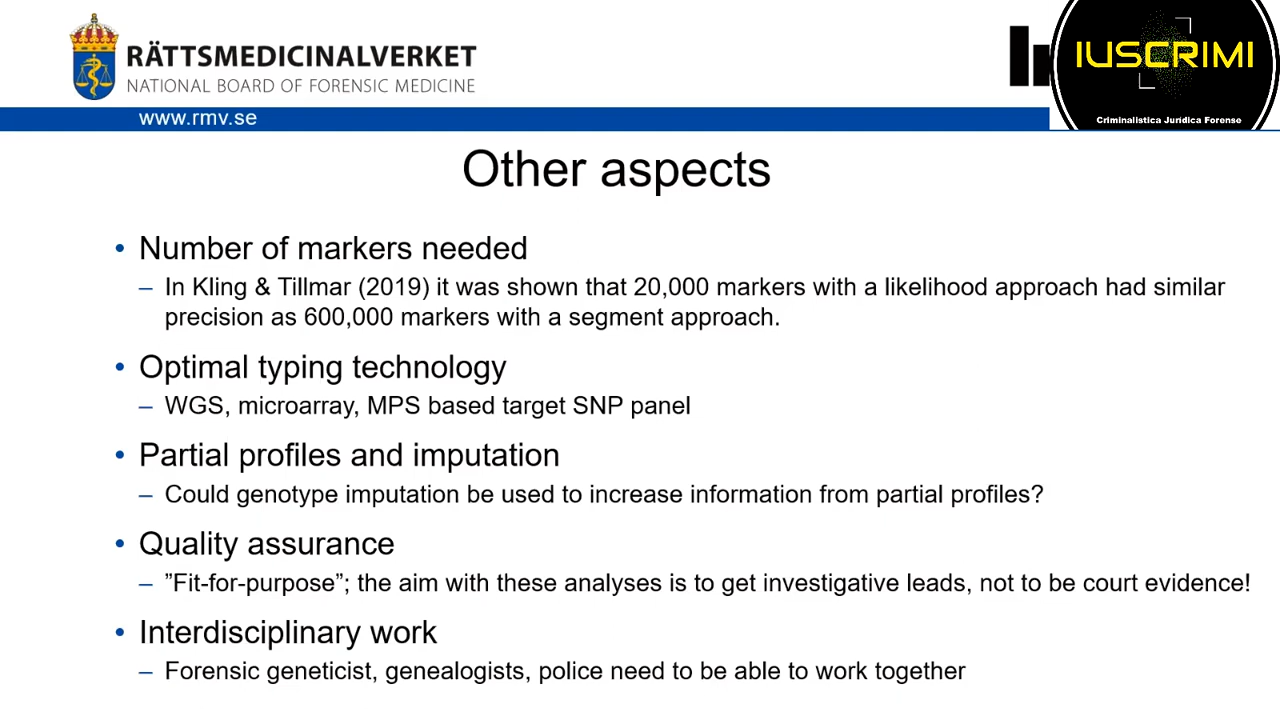 RÄTTSMEDICINALVERKET
NATIONAL BOARD OF FORENSIC MEDICINE
www.rmv.se
IUSCRIMI
Criminalistica Jurídica Forense
Other aspects
• Number of markers needed
– In Kling & Tillmar (2019) it was shown that 20,000 markers with a likelihood approach had similar
precision as 600,000 markers with a segment approach.
• Optimal typing technology
– WGS, microarray, MPS based target SNP panel
• Partial profiles and imputation
– Could genotype imputation be used to increase information from partial profiles?
• Quality assurance
– ”Fit-for-purpose”; the aim with these analyses is to get investigative leads, not to be court evidence!
• Interdisciplinary work
– Forensic geneticist, genealogists, police need to be able to work together